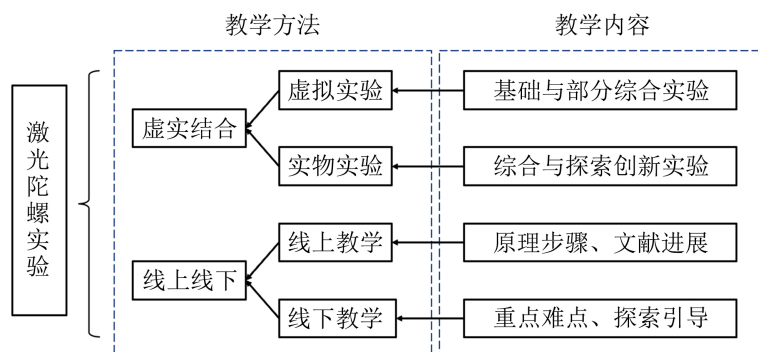 教学方法
教学内容
激光陀螺实验
虚实结合
虚拟实验
基础与部分综合实验
实物实验
综合与探索创新实验
线上线下
线上教学
原理步骤、文献进展
线下教学
重点难点、探索引导